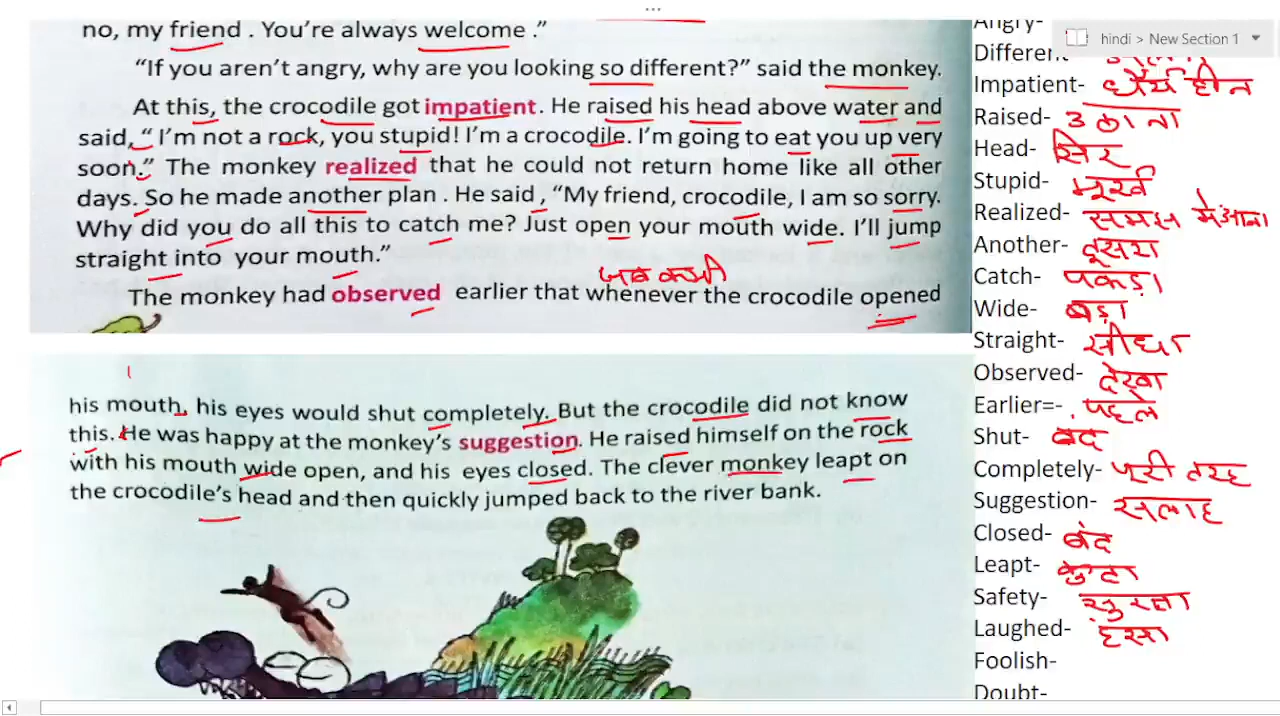 no, my friend . You’re always welcome .”
“If you aren’t angry, why are you looking so different?” said the monkey.
At this, the crocodile got impatient. He raised his head above water and
said, “ I’m not a rock, you stupid! I’m a crocodile. I’m going to eat you up very
soon.” The monkey realized that he could not return home like all other
days. So he made another plan . He said , “My friend, crocodile, I am so sorry.
Why did you do all this to catch me? Just open your mouth wide. I’ll jump
straight into your mouth.”
जब कभी
The monkey had observed earlier that whenever the crocodile opened
his mouth, his eyes would shut completely. But the crocodile did not know
this. He was happy at the monkey’s suggestion. He raised himself on the rock
with his mouth wide open, and his eyes closed. The clever monkey leapt on
the crocodile’s head and then quickly jumped back to the river bank.
hindi > New Section 1
Angry-
Different
Impatient- धैर्य हीन
Raised- उठाना
Head- सिर
Stupid- मूर्ख
Realized- समझ में आना
Another- दूसरा
Catch- पकड़ा
Wide- बड़ा
Straight- सीधा
Observed- देखा
Earlier=- पहले
Shut- बंद
Completely- पूरी तरह
Suggestion- सलाह
Closed- बंद
Leapt- कुदा
Safety- सुरक्षा
Laughed- हंसा
Foolish-
Doubt-